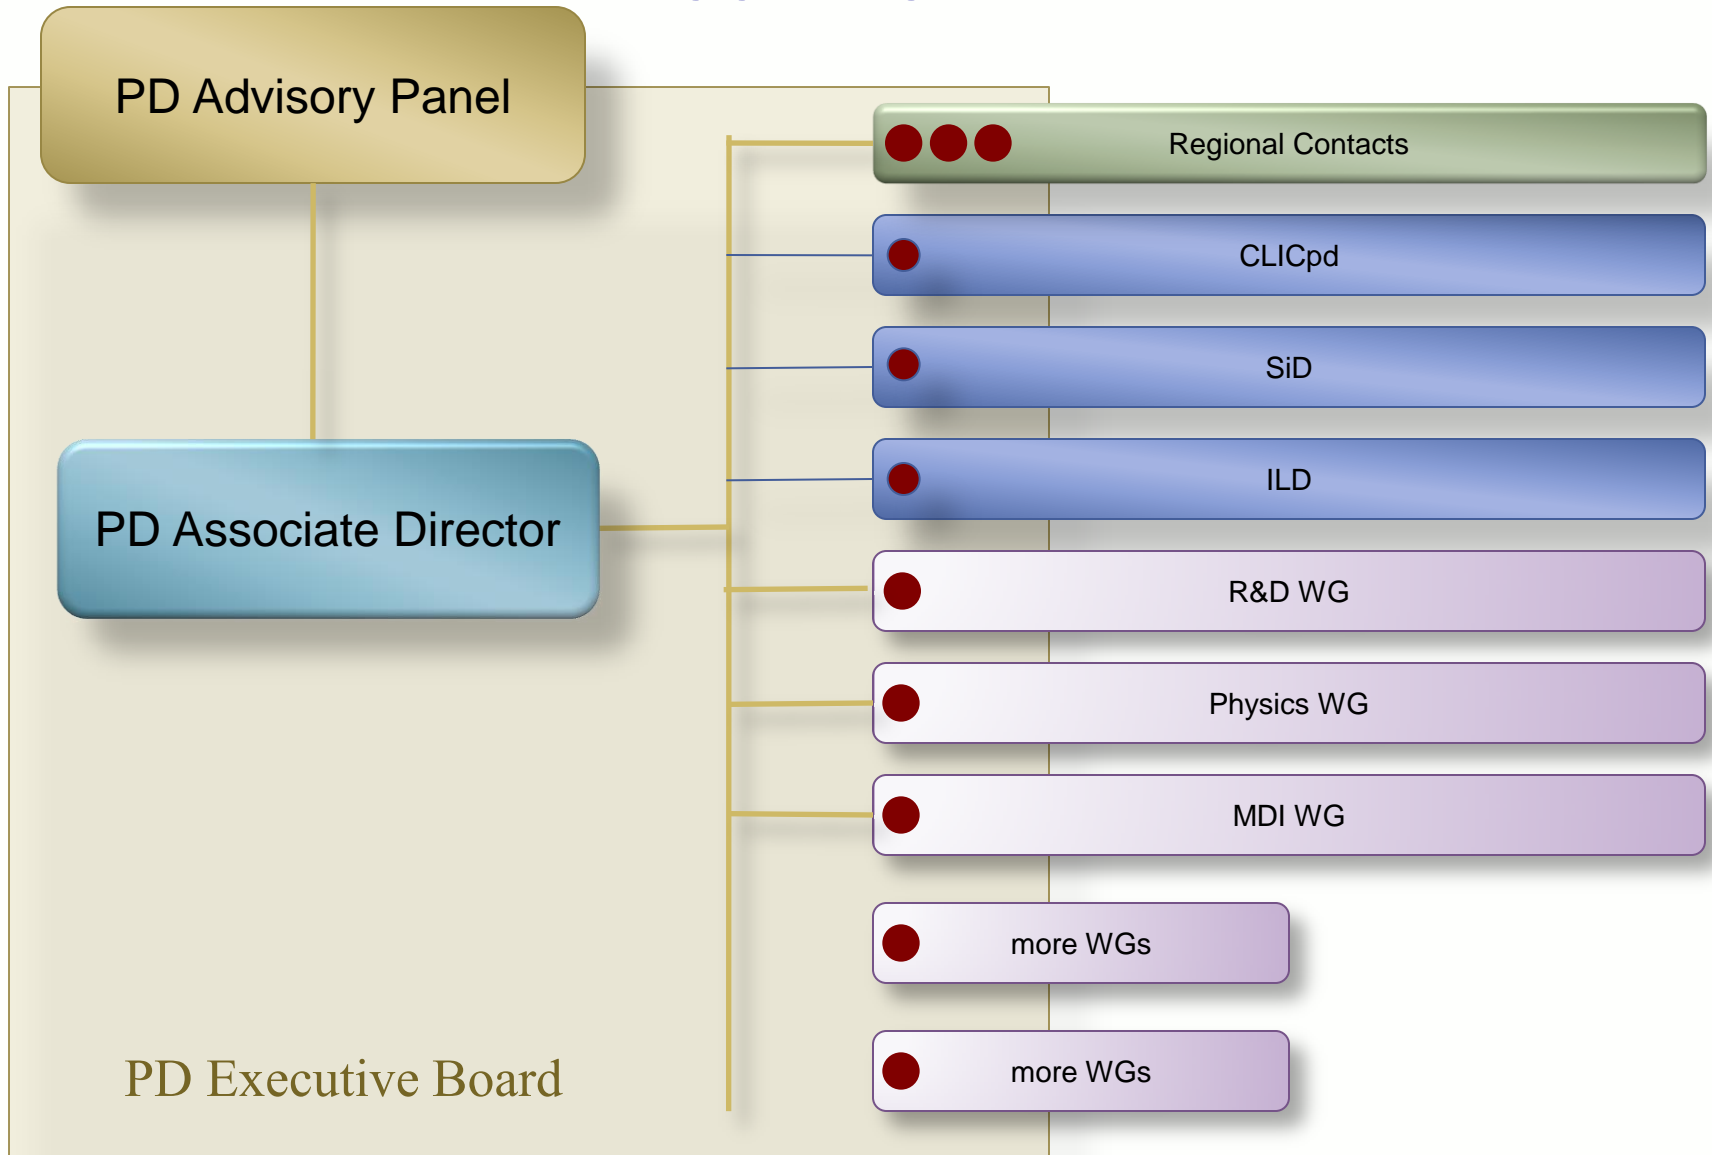 PD Advisory Panel
Regional Contacts
CLICpd
SiD
ILD
PD Associate Director
R&D WG
Physics WG
MDI WG
more WGs
more WGs
PD Executive Board